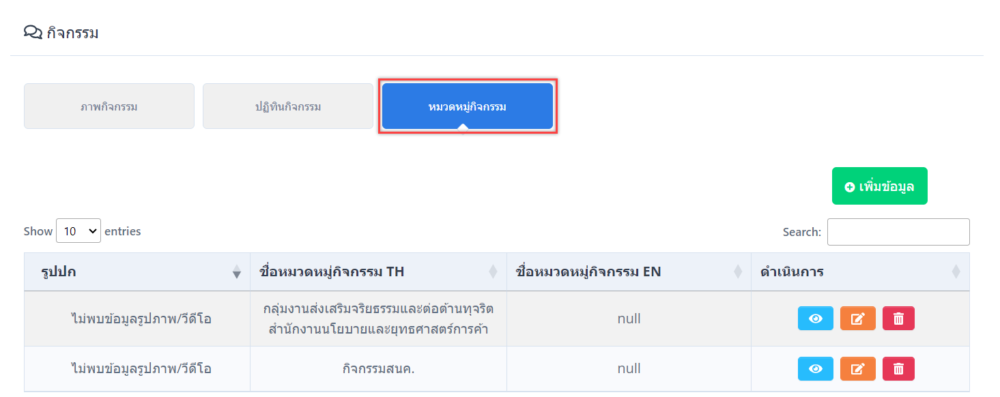 กิจกรรม
ภาพกิจกรรม ปฏิทินกิจกรรม หมวดหมู่กิจกรรม
เพิ่มข้อมูล
Show 10 entries Search:
รูปปก ชื่อหมวดหมู่กิจกรรม TH ชื่อหมวดหมู่กิจกรรม EN ดำเนินการ
ไม่พบข้อมูลรูปภาพ/วีดีโอ กลุ่มงานส่งเสริมจริยธรรมและต่อต้านทุจริต null
สำนักงานนโยบายและยุทธศาสตร์การค้า
ไม่พบข้อมูลรูปภาพ/วีดีโอ กิจกรรมสนค. null